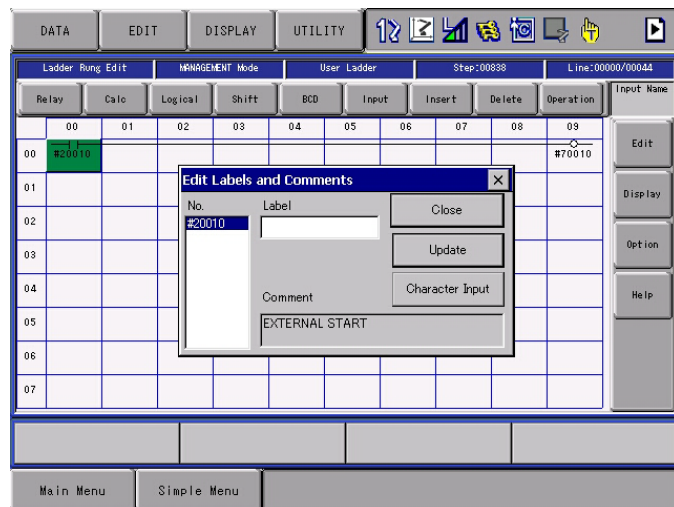 DATA EDIT DISPLAY UTILITY
Ladder Rung Edit MANAGEMENT Mode User Ladder Step:00838 Line:00000/00044
Relay Calc Logical Shift BCD Input Insert Delete Operation Input Name
00 01 02 03 04 05 06 07 08 09
00 #20010 #70010
Edit
01
Display
02
03
Option
04
Help
05
06
07
Edit Labels and Comments
No. Label
#20010
Close
Update
Character Input
Comment
EXTERNAL START
Main Menu Simple Menu